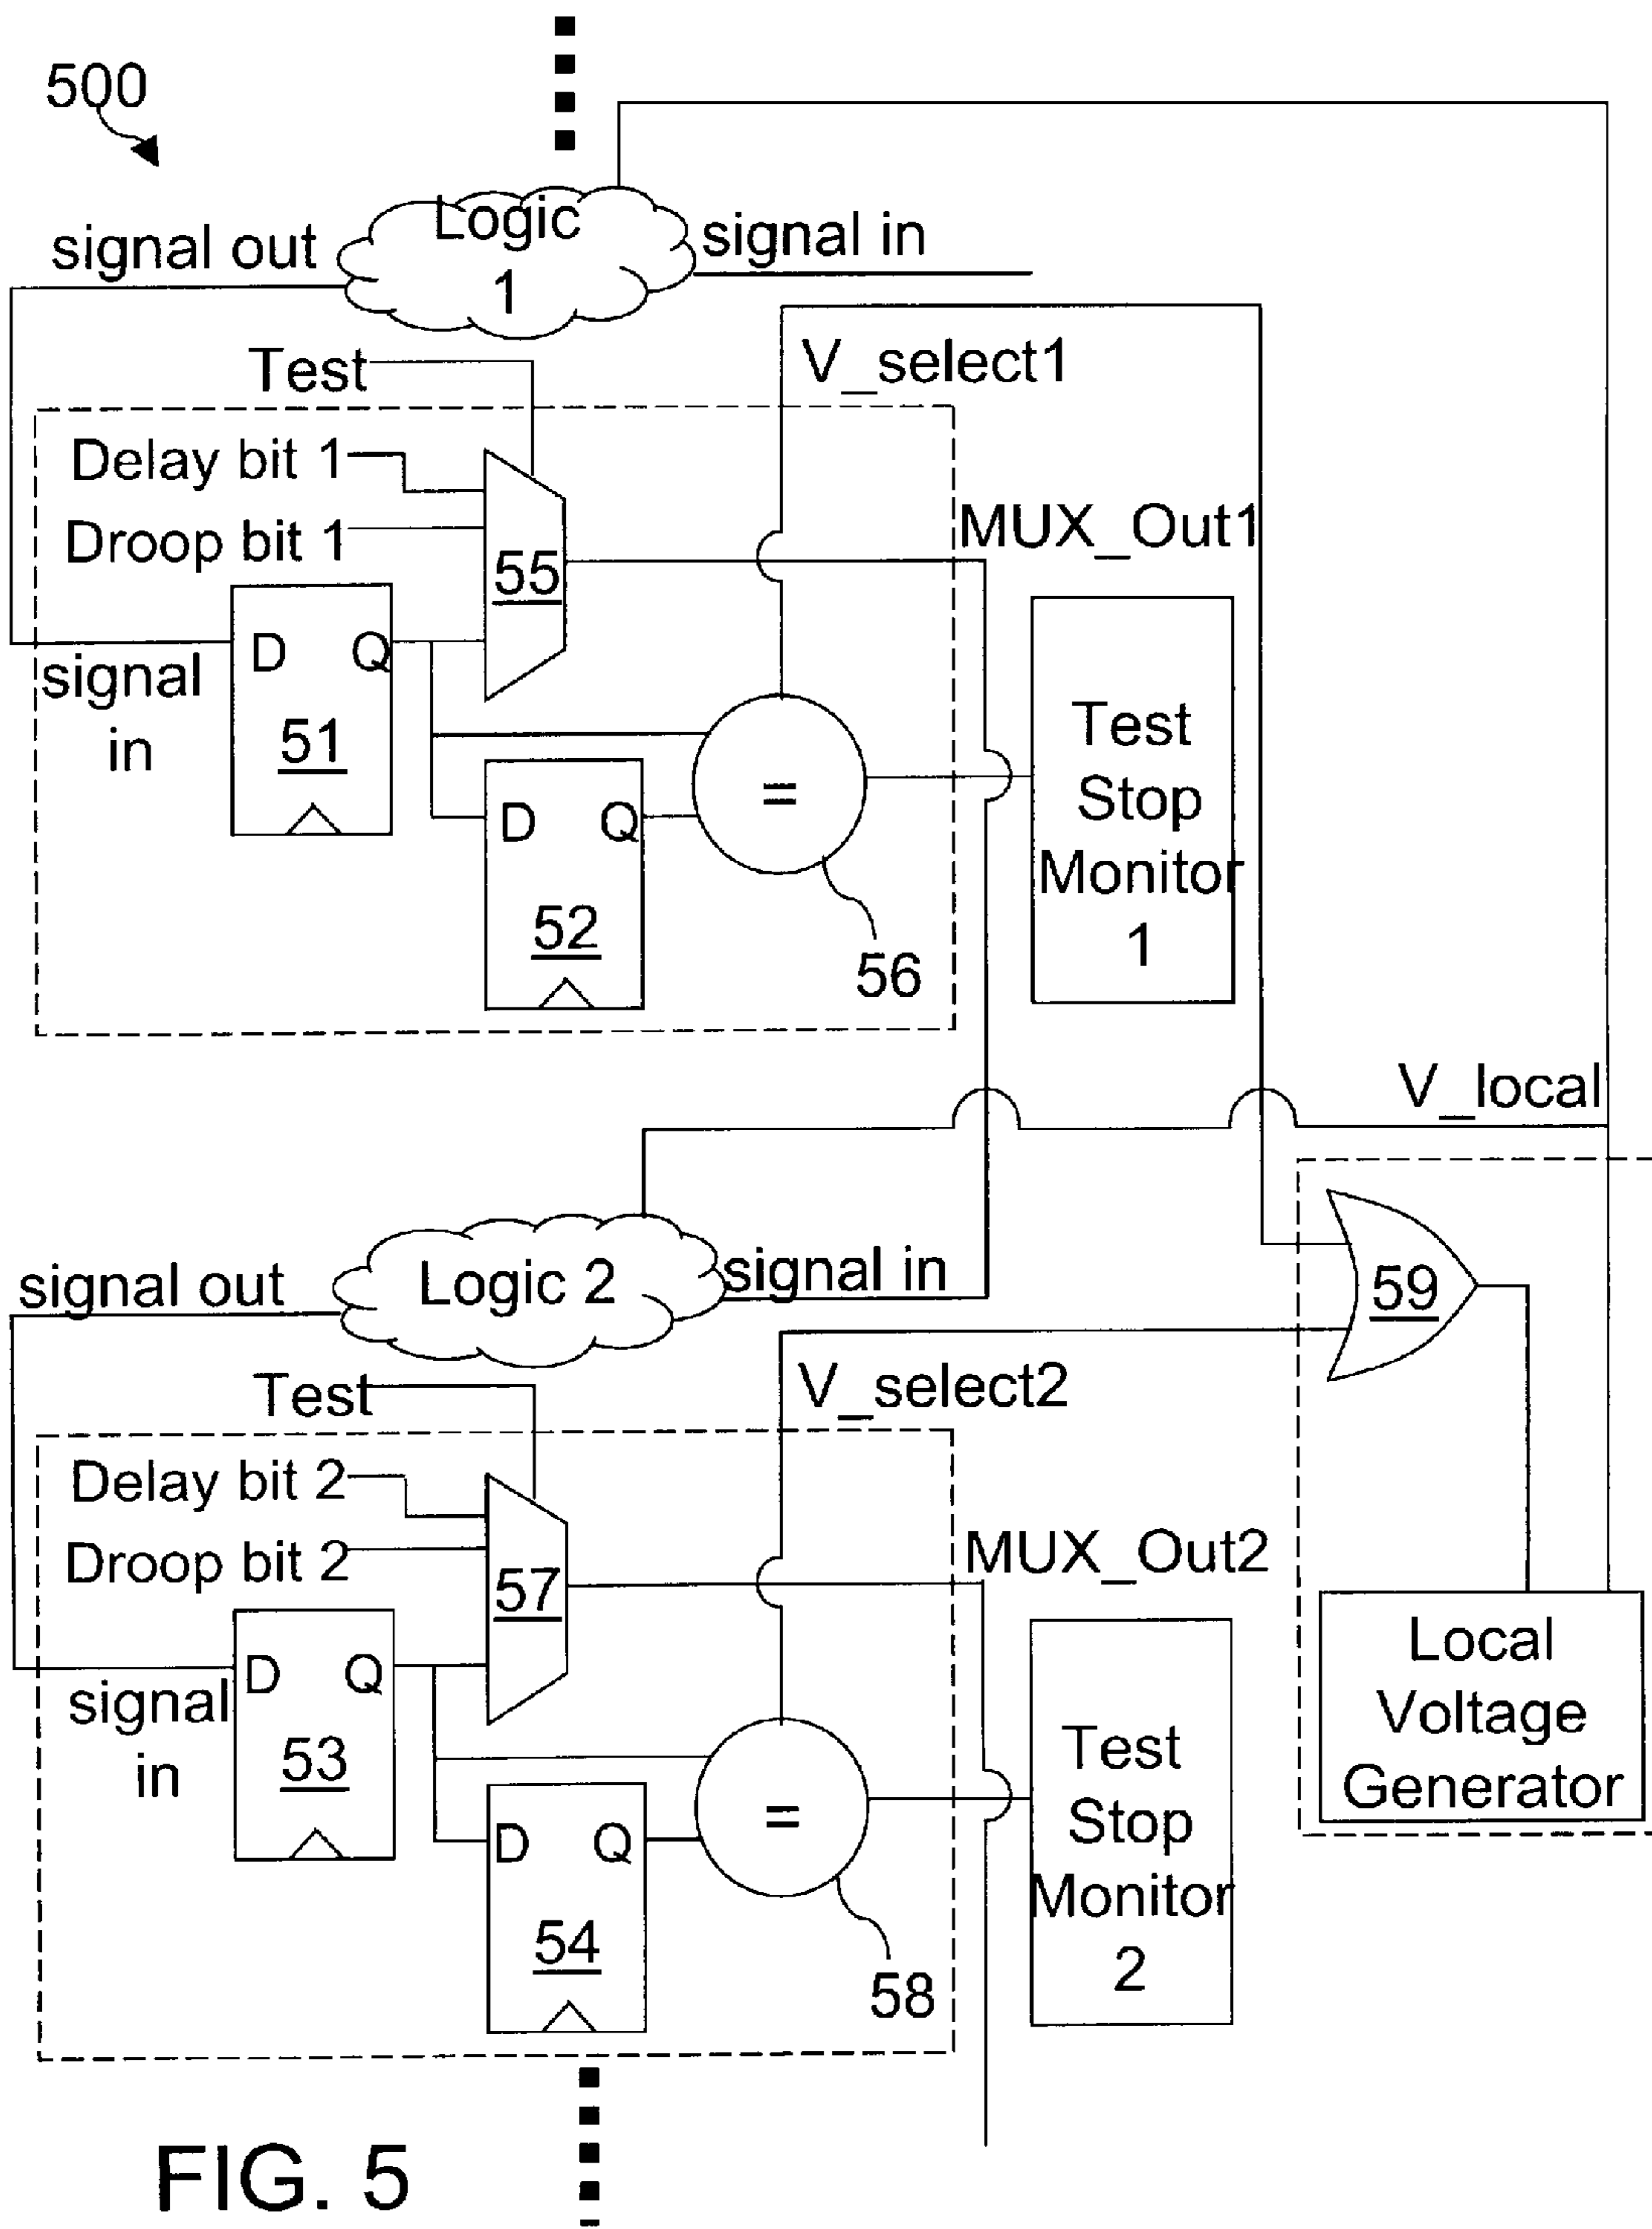 500
Logic
1
signal out
signal in
Test
V_select1
Delay bit 1
Droop bit 1
55
MUX_Out1
D
Q
signal
in
51
D
Q
52
=
56
Test
Stop
Monitor
1
V_local
Logic 2
signal out
signal in
59
Test
V_select2
Delay bit 2
Droop bit 2
57
MUX_Out2
D
Q
signal
in
53
D
Q
54
=
58
Test
Stop
Monitor
2
Local
Voltage
Generator
FIG. 5